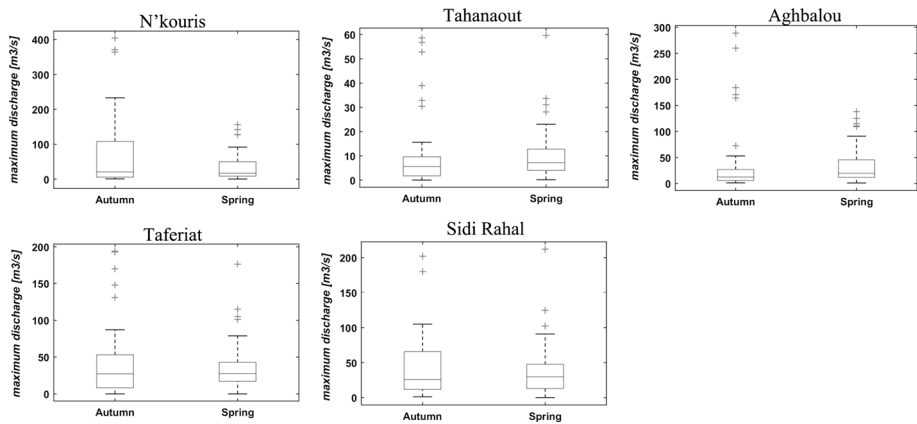 N'kouris
maximum discharge [m3/s]
400
300
200
100
0
Autumn
Spring
Tahanaout
maximum discharge [m3/s]
60
50
40
30
20
10
0
Autumn
Spring
Aghbalou
maximum discharge [m3/s]
300
250
200
150
100
50
0
Autumn
Spring
Taferiat
maximum discharge [m3/s]
200
150
100
50
0
Autumn
Spring
Sidi Rahal
maximum discharge [m3/s]
200
150
100
50
0
Autumn
Spring